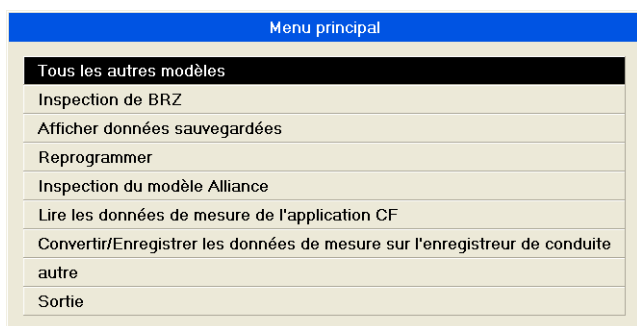 Menu principal
Tous les autres modèles
Inspection de BRZ
Afficher données sauvegardées
Reprogrammer
Inspection du modèle Alliance
Lire les données de mesure de l'application CF
Convertir/Enregistrer les données de mesure sur l'enregistreur de conduite
autre
Sortie